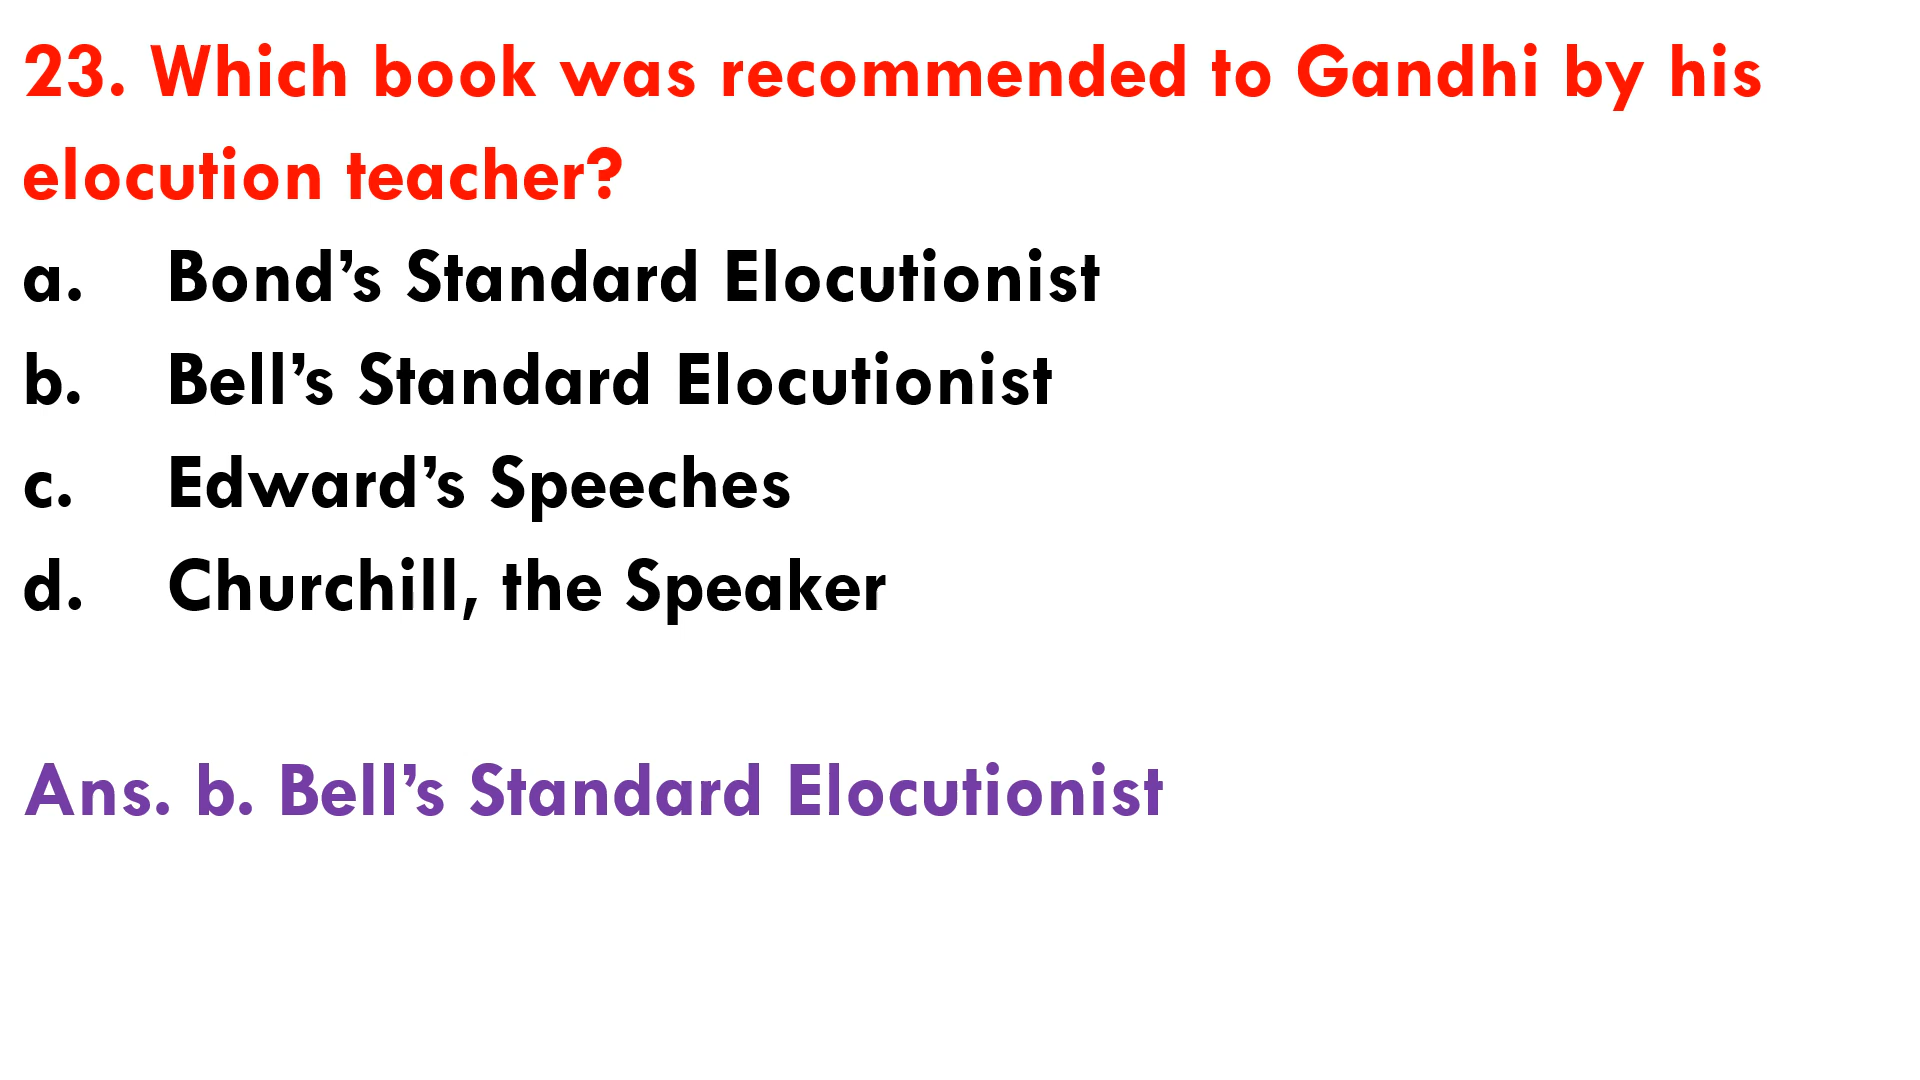 23. Which book was recommended to Gandhi by his
elocution teacher?
a. Bond’s Standard Elocutionist
b. Bell’s Standard Elocutionist
c. Edward’s Speeches
d. Churchill, the Speaker
Ans. b. Bell’s Standard Elocutionist